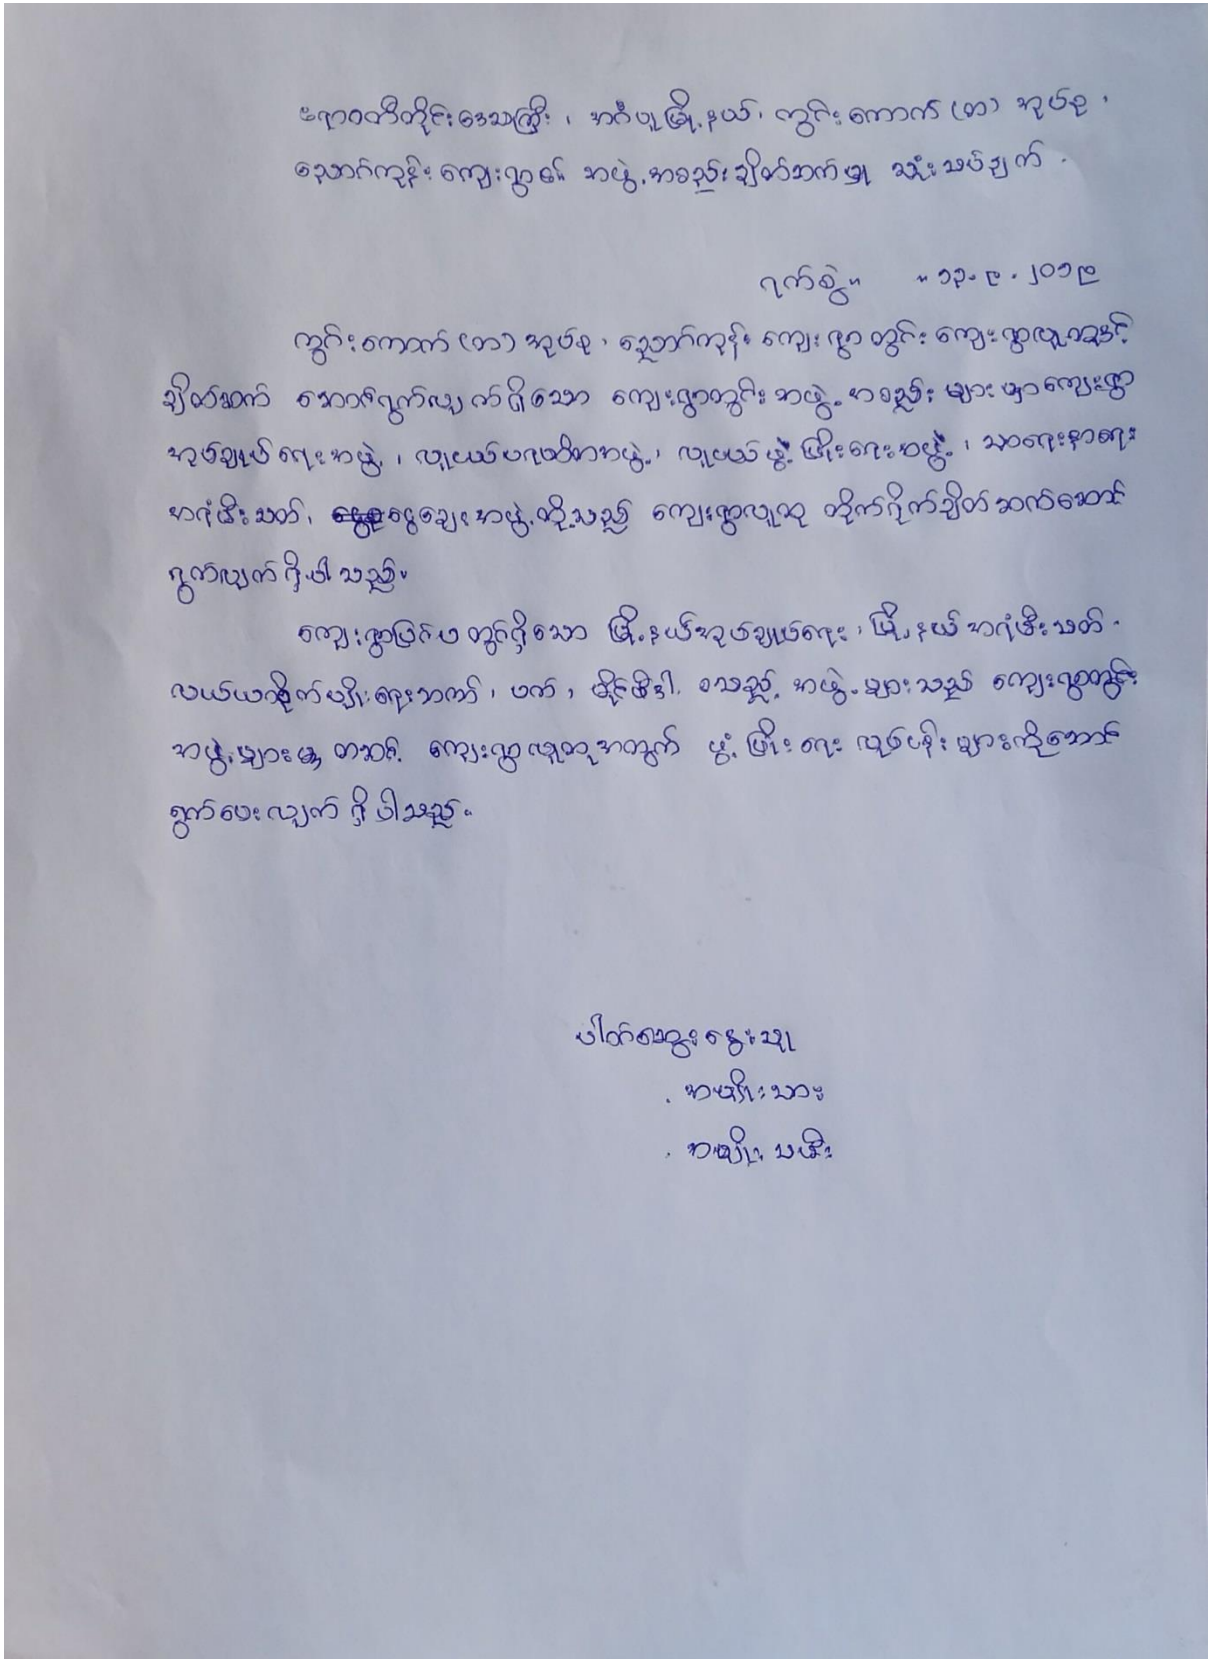 ဧရာဝတီတိုင်းဒေသကြီး၊ အင်္ဂပူမြို့နယ်၊ ကွင်းကောက် (တ) အုပ်စု၊
ညောင်ကုန်းကျေးရွာ၏ အဖွဲ့အစည်းချိတ်ဆက်မှု သုံးသပ်ချက်.
ရက်စွဲ။ ။၁၃.၉.၂၀၁၉
ကွင်းကောက် (တ) အုပ်စု၊ ညောင်ကုန်း ကျေးရွာ တွင်း ကျေးရွာလူထုနှင့်
ချိတ်ဆက် ဆောင်ရွက်လျှက်ရှိသော ကျေးရွာတွင်း အဖွဲ့အစည်း များမှာ ကျေးရွာ
အုပ်ချုပ်ရေးအဖွဲ့၊ လူငယ်ပရဟိတအဖွဲ့၊ လူငယ်ဖွံ့ဖြိုးရေးအဖွဲ့၊ သာရေးနာရေး
အရံမီးသတ်၊ ငွေချေးအဖွဲ့တို့သည် ကျေးရွာလူထု တိုက်ရိုက်ချိတ်ဆက်ဆောင်
ရွက်လျှက်ရှိပါသည်။
ကျေးရွာပြင်ပတွင်ရှိသော မြို့နယ်အုပ်ချုပ်ရေး၊ မြို့နယ်အရံမီးသတ်.
လယ်ယာစိုက်ပျိုးရေးဘဏ်၊ ပက်၊ စသည့် အဖွဲ့များသည် ကျေးရွာတွင်း
အဖွဲ့များမှ တဆင့် ကျေးရွာလူထုအတွက် ဖွံ့ဖြိုးရေး လုပ်ငန်းများကိုဆောင်
ရွက်ပေးလျှက်ရှိပါသည်။
ပါဝင်ဆွေးနွေးသူ
. အမျိုးသား
. အမျိုးသမီး